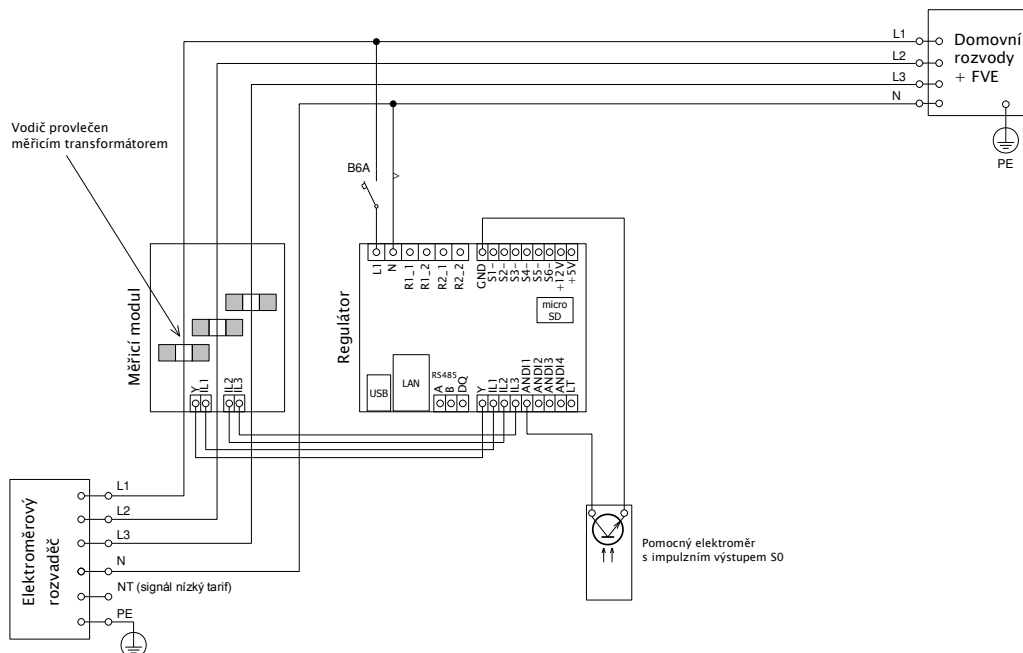 L1
L2
L3
N
Domovní
rozvody
+ FVE
PE
Vodič provlečen
měřicím transformátorem
B6A
Měřicí modul
Y
IL1
IL2
IL3
Regulátor
L1
N
R1_1
R1_2
R2_1
R2_2
GND
S1-
S2-
S3-
S4-
S5-
S6-
+12V
+5V
micro
SD
USB
LAN
RS485
A
B
DQ
Y
IL1
IL2
IL3
ANDI1
ANDI2
ANDI3
ANDI4
LT
Elektroměrový
rozvaděč
L1
L2
L3
N
NT (signál nízký tarif)
PE
Pomocný elektroměr
s impulzním výstupem S0